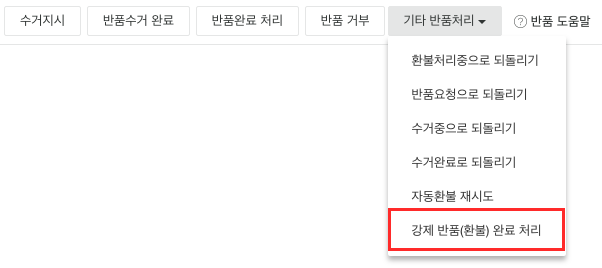 수거지시 반품수거 완료 반품완료 처리 반품 거부 기타 반품처리 ? 반품 도움말
환불처리중으로 되돌리기
반품요청으로 되돌리기
수거중으로 되돌리기
수거완료로 되돌리기
자동환불 재시도
강제 반품(환불) 완료 처리